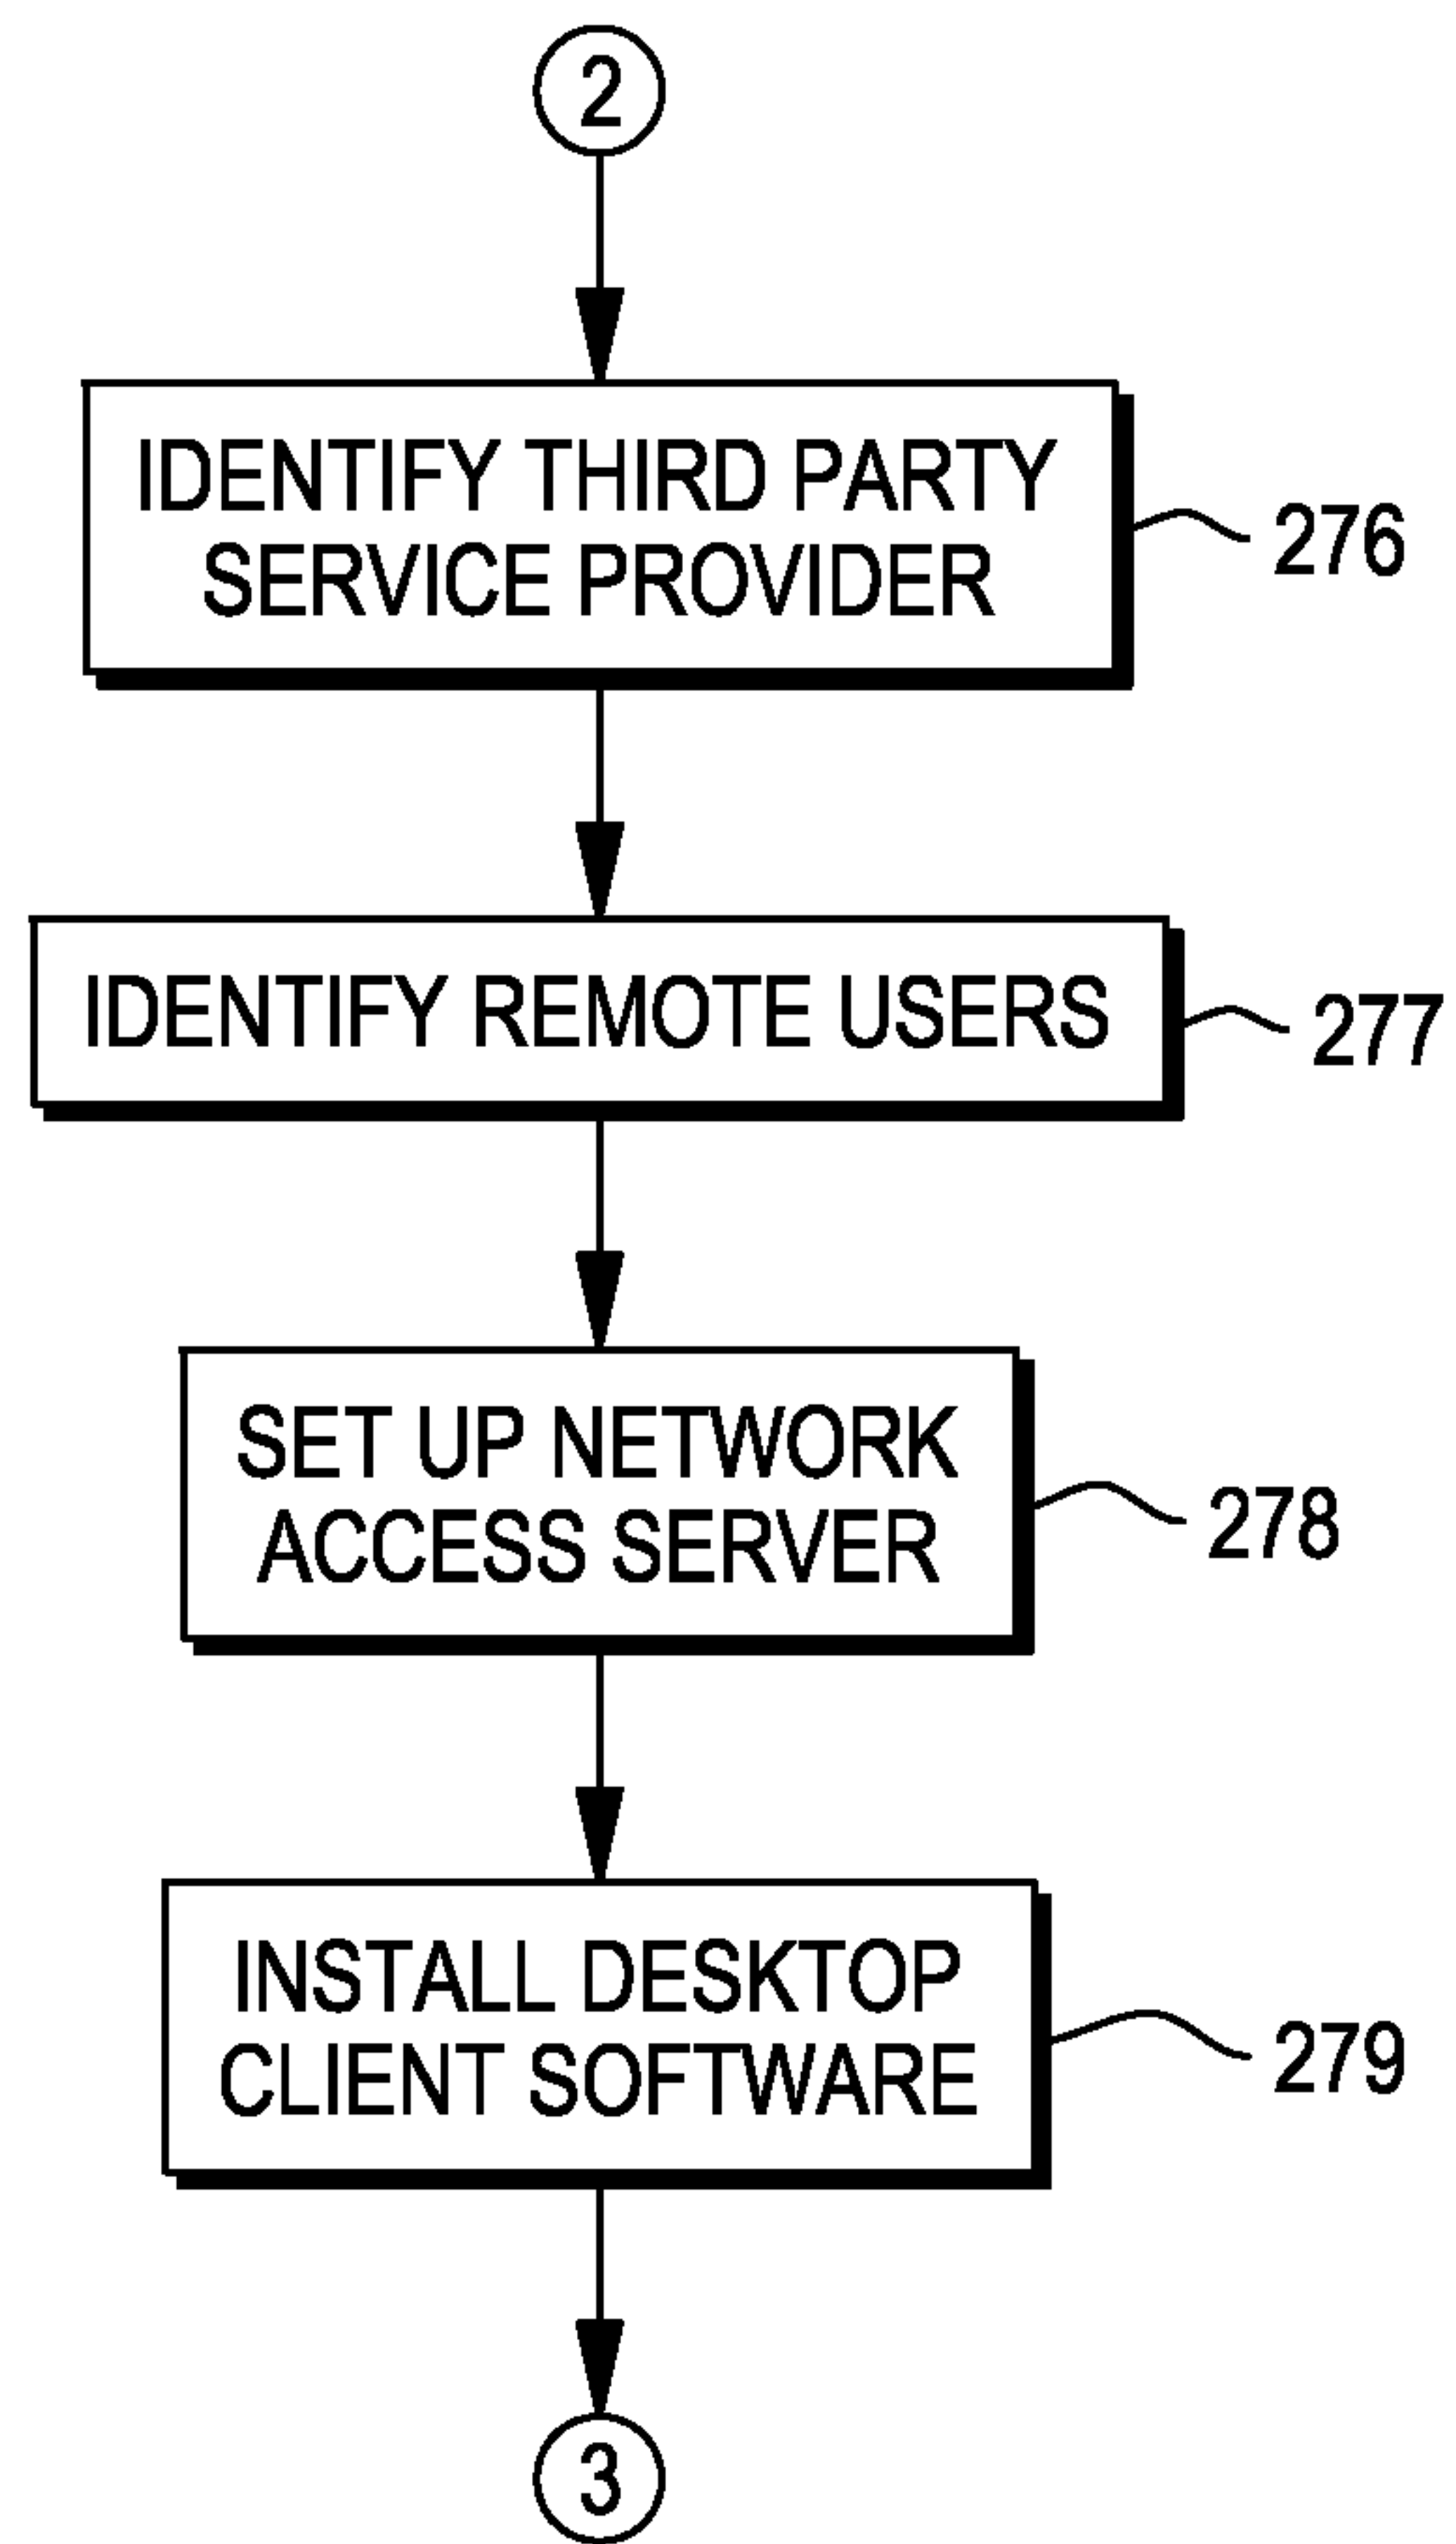 2
IDENTIFY THIRD PARTY
SERVICE PROVIDER
276
IDENTIFY REMOTE USERS
277
SET UP NETWORK
ACCESS SERVER
278
INSTALL DESKTOP
CLIENT SOFTWARE
279
3